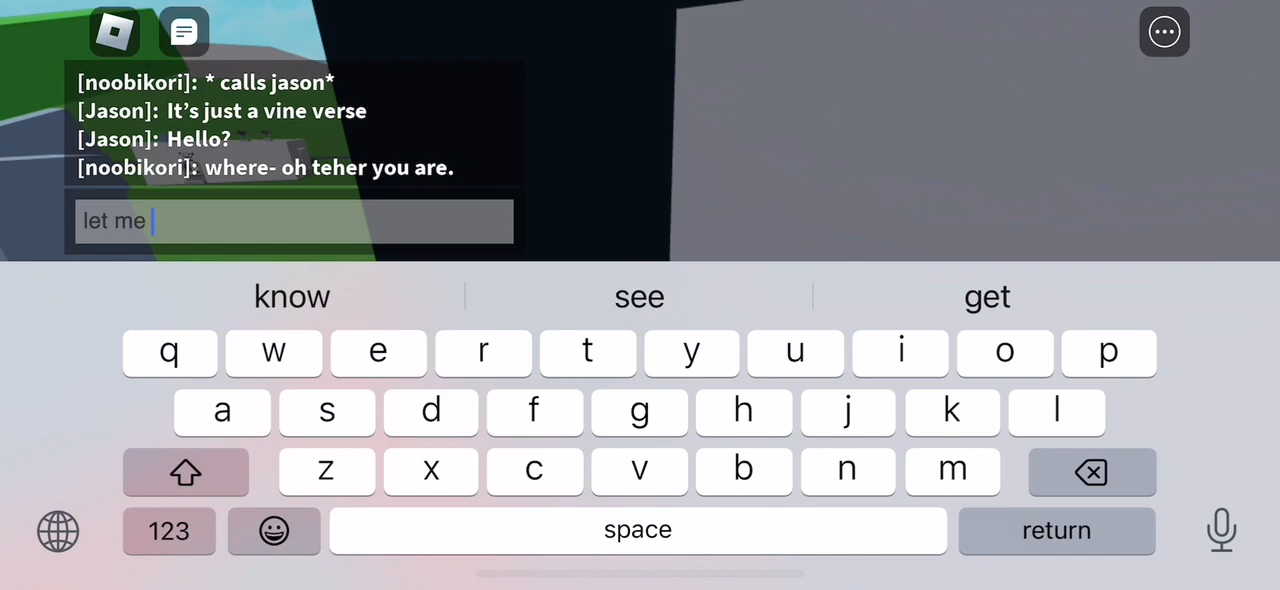 [noobikori]: * calls jason*
[Jason]: It’s just a vine verse
[Jason]: Hello?
[noobikori]: where- oh teher you are.
let me
know see get
q w e r t y u i o p
a s d f g h j k l
z x c v b n m
123 space return